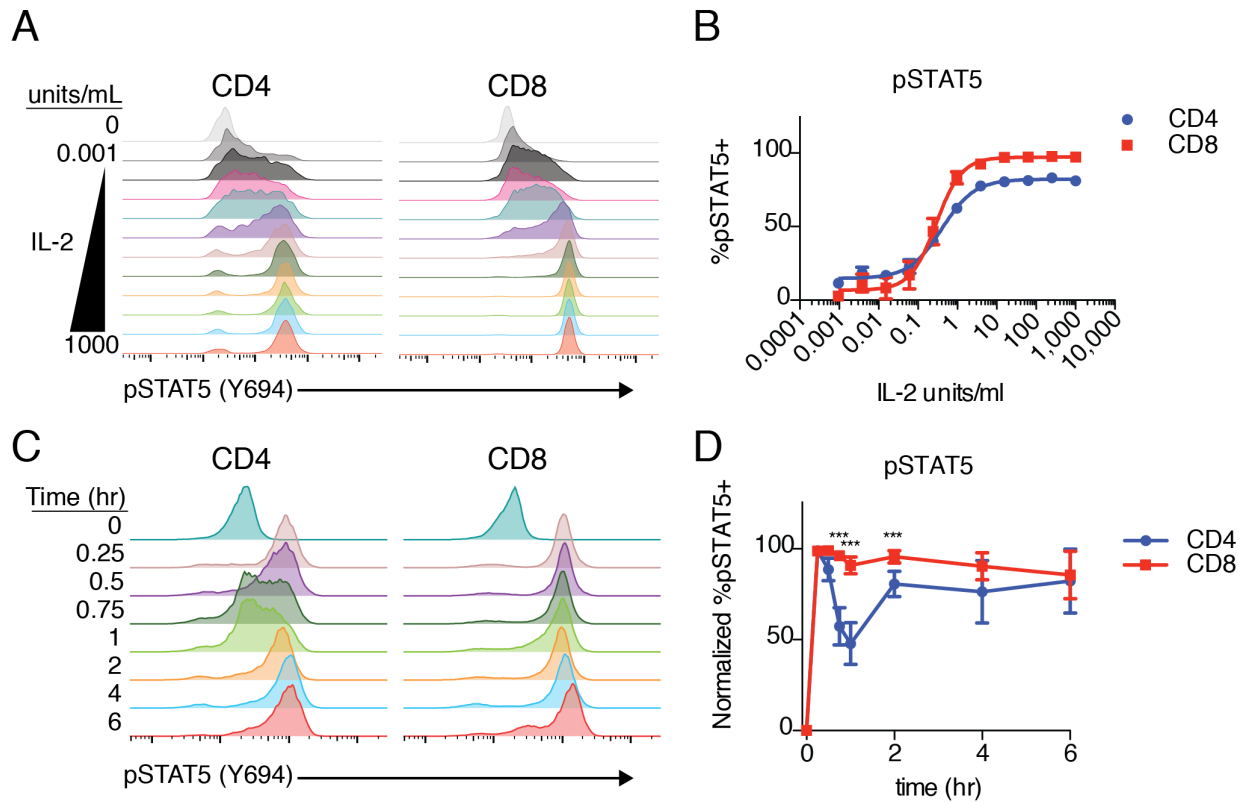 A
CD4
CD8
units/mL
0
0.001
IL-2
1000
pSTAT5 (Y694)
B
pSTAT5
CD4
CD8
%pSTAT5+
100
50
0
0.0001
0.001
0.01
0.1
1
10
100
1,000
10,000
IL-2 units/ml
C
CD4
CD8
Time (hr)
0
0.25
0.5
0.75
1
2
4
6
pSTAT5 (Y694)
D
pSTAT5
CD4
CD8
Normalized %pSTAT5+
***
***
***
100
50
0
0
2
4
6
time (hr)